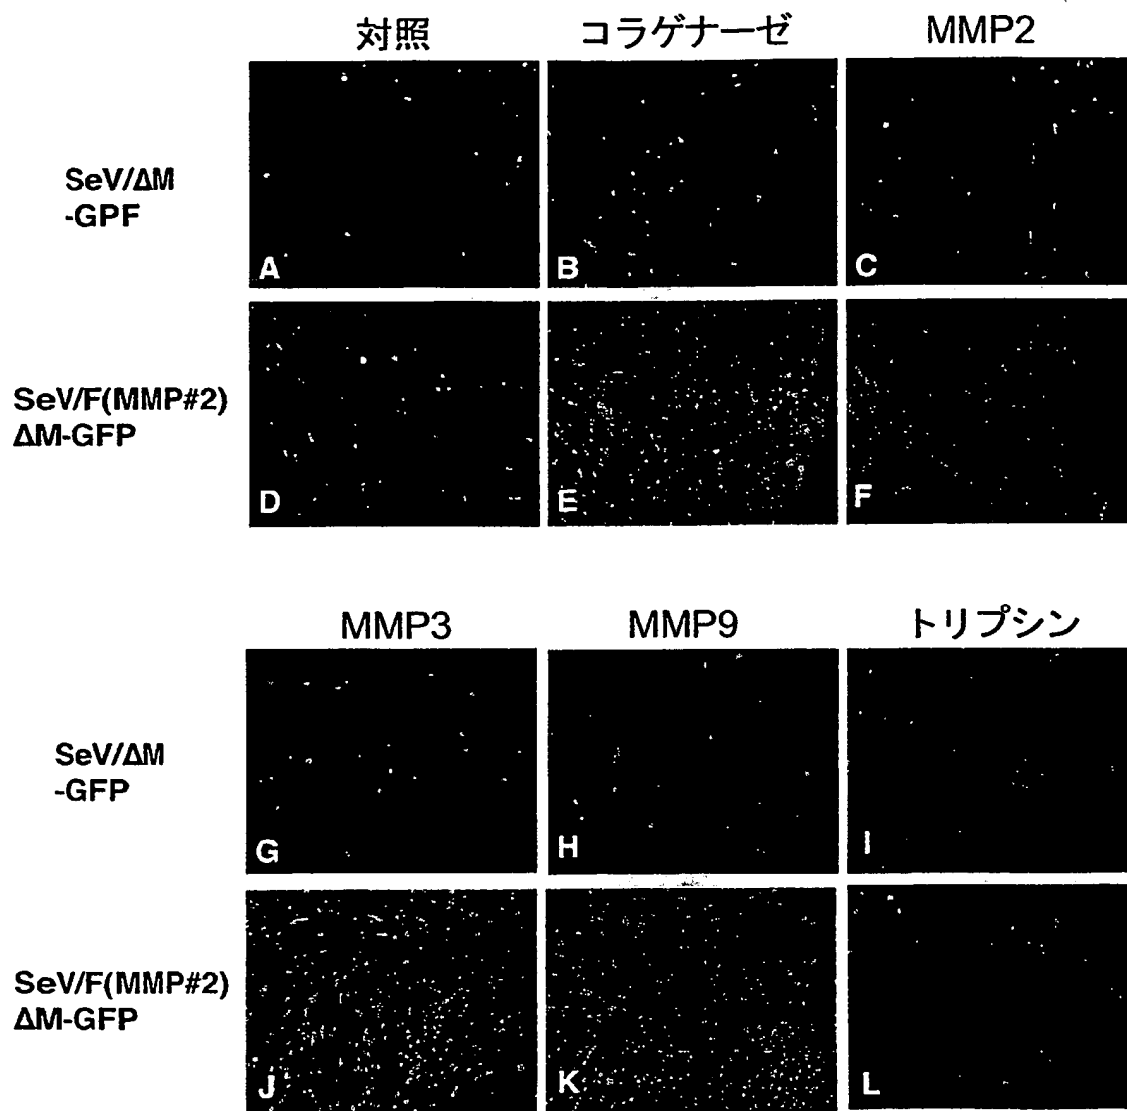 対照 コラゲナーゼ MMP2
SeV/ΔM
-GPF
A B C
SeV/F(MMP#2)
ΔM-GFP
D E F
MMP3 MMP9 トリプシン
SeV/ΔM
-GFP
G H I
SeV/F(MMP#2)
ΔM-GFP
J K L